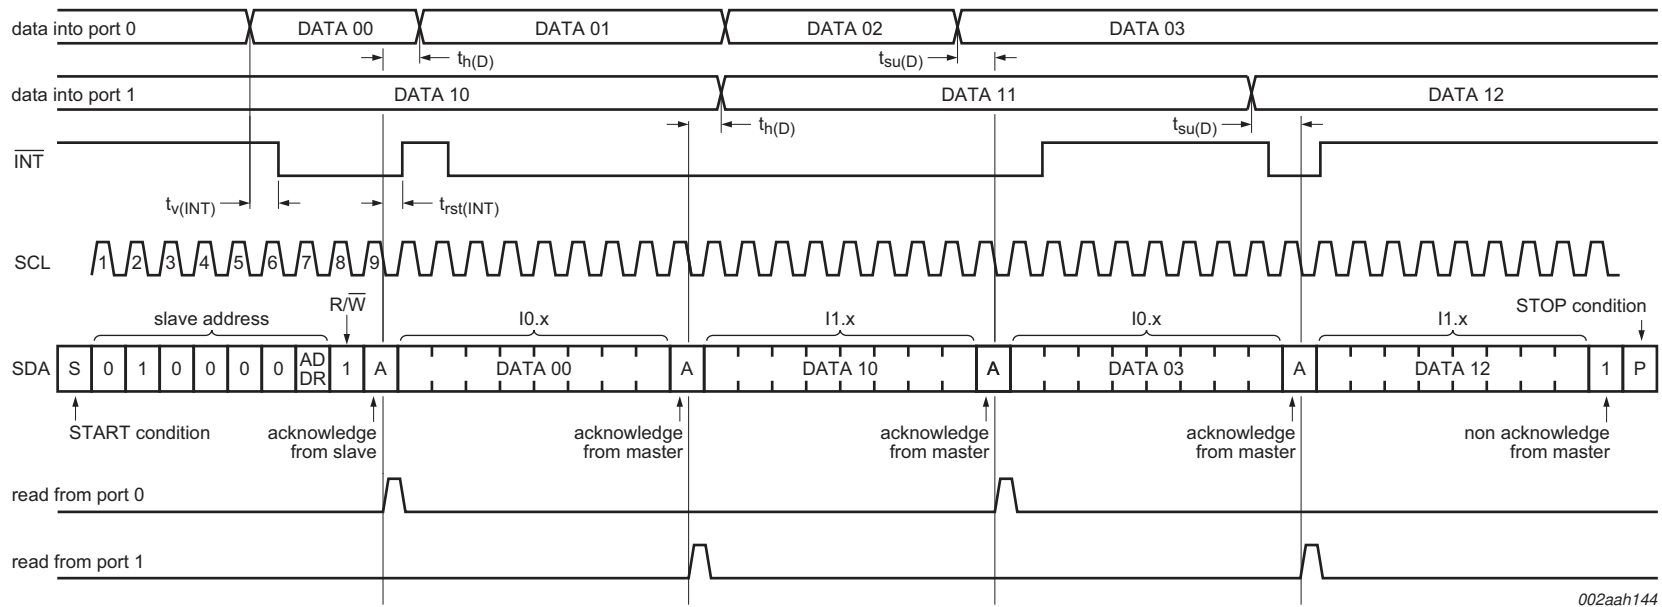 data into port 0 DATA 00 DATA 01 DATA 02 DATA 03
th(D) tsu(D)
data into port 1 DATA 10 DATA 11 DATA 12
th(D) tsu(D)
INT
tv(INT) trst(INT)
SCL 1 2 3 4 5 6 7 8 9
R/W
slave address I0.x I1.x I0.x I1.x STOP condition
SDA S 0 1 0 0 0 0 AD DR 1 A DATA 00 A DATA 10 A DATA 03 A DATA 12 1 P
START condition acknowledge from slave acknowledge from master acknowledge from master acknowledge from master non acknowledge from master
read from port 0
read from port 1
002aah144